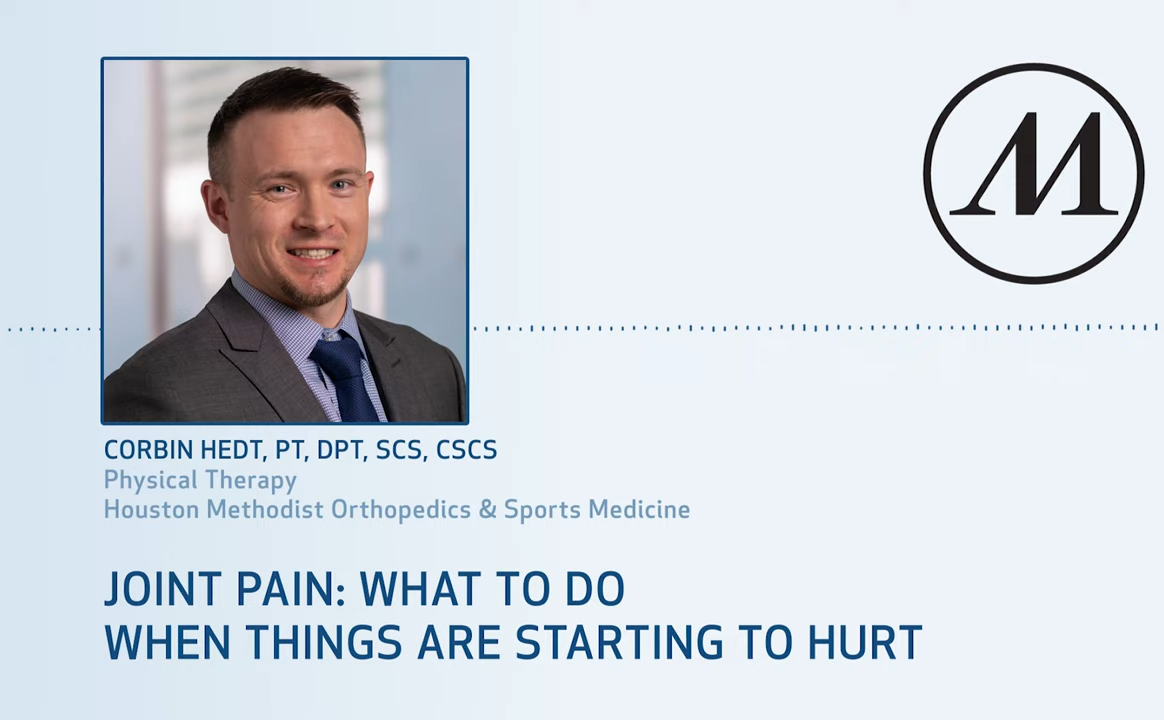 M
CORBIN HEDT, PT, DPT, SCS, CSCS
Physical Therapy
Houston Methodist Orthopedics & Sports Medicine
JOINT PAIN: WHAT TO DO
WHEN THINGS ARE STARTING TO HURT